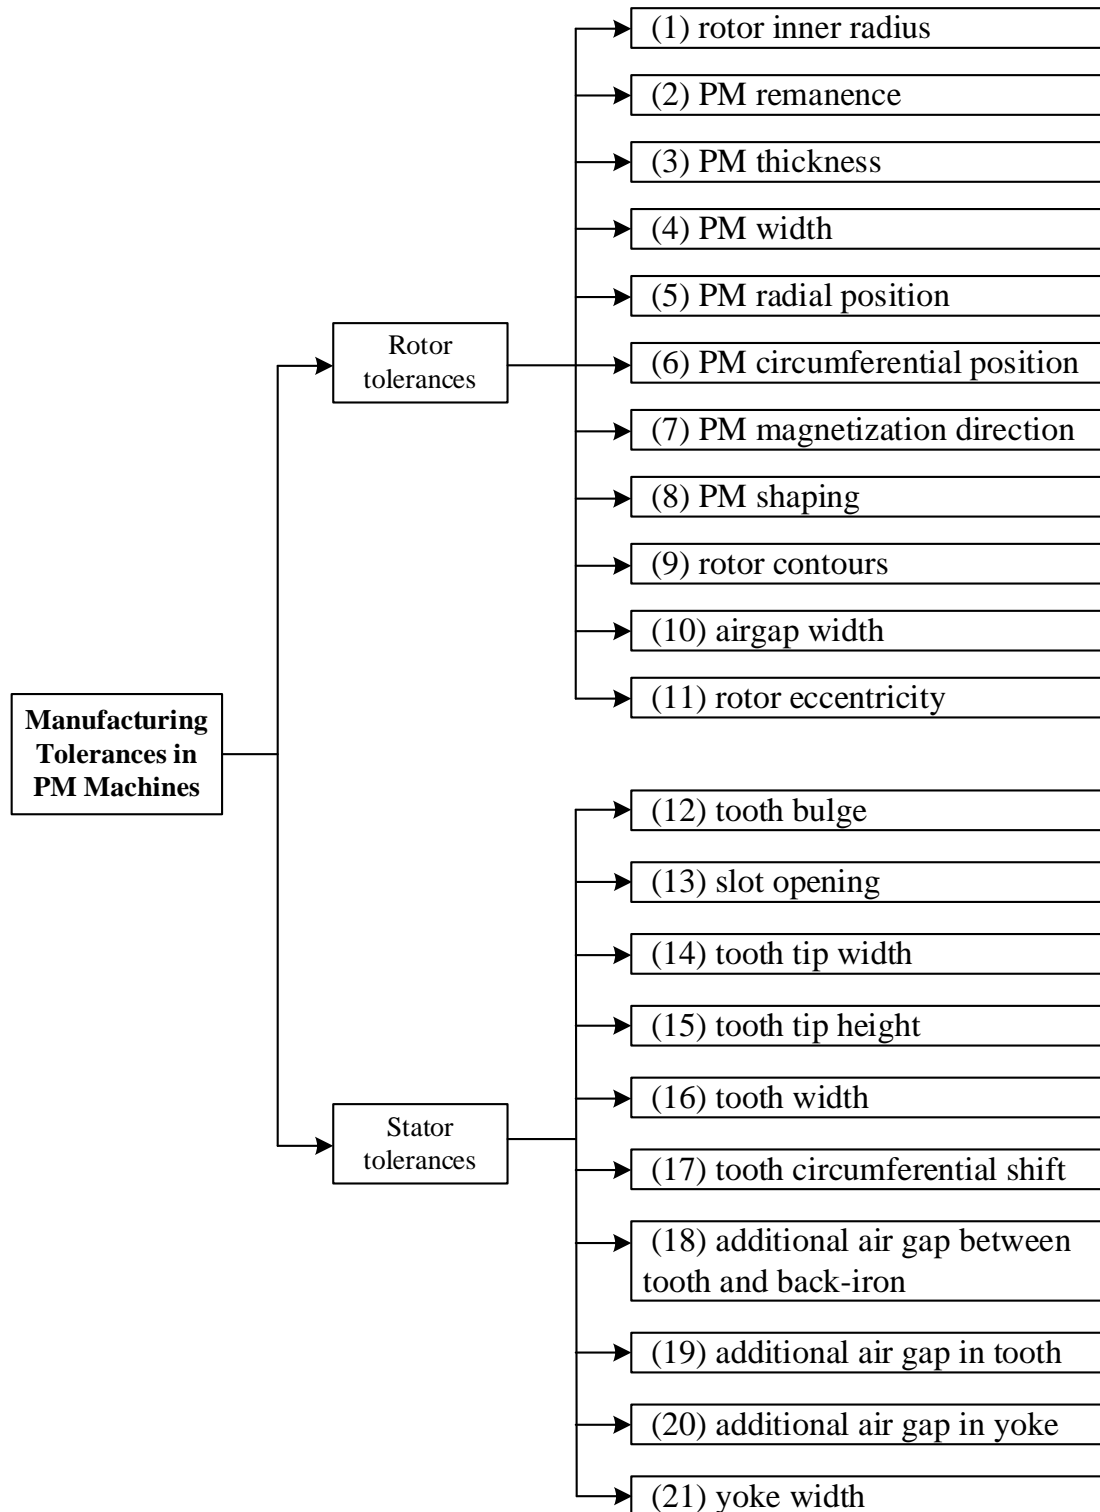 (1) rotor inner radius
(2) PM remanence
(3) PM thickness
(4) PM width
(5) PM radial position
Rotor
tolerances
(6) PM circumferential position
(7) PM magnetization direction
(8) PM shaping
(9) rotor contours
(10) airgap width
(11) rotor eccentricity
Manufacturing
Tolerances in
PM Machines
(12) tooth bulge
(13) slot opening
(14) tooth tip width
(15) tooth tip height
(16) tooth width
Stator
tolerances
(17) tooth circumferential shift
(18) additional air gap between
tooth and back-iron
(19) additional air gap in tooth
(20) additional air gap in yoke
(21) yoke width